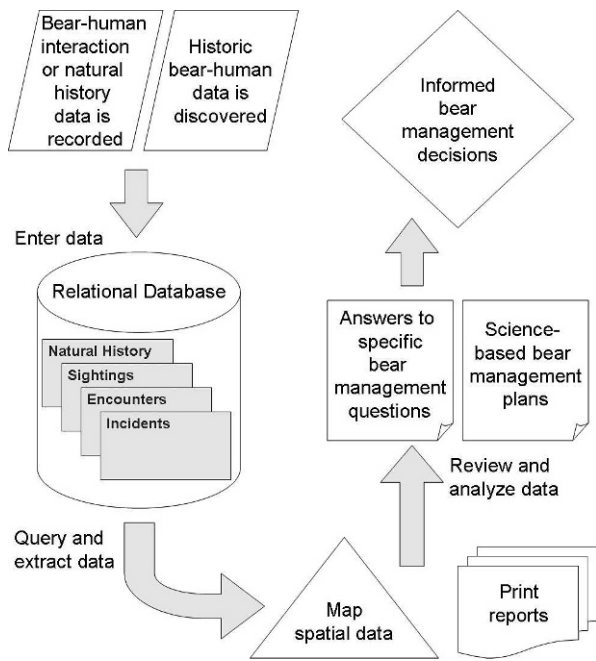 Bear-human
interaction
or natural
history
data is
recorded
Historic
bear-human
data is
discovered
Enter data
Relational Database
Natural History
Sightings
Encounters
Incidents
Query and
extract data
Map
spatial data
Print
reports
Review and
analyze data
Answers to
specific
bear
management
questions
Science-
based bear
management
plans
Informed
bear
management
decisions